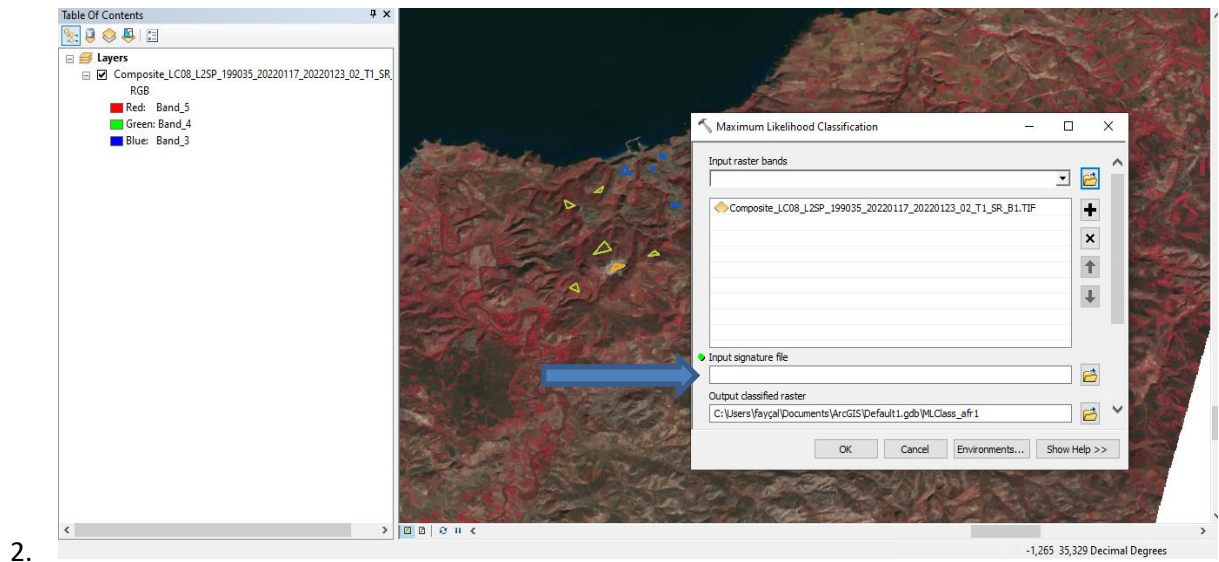 Table Of Contents
Layers
Composite_LC08_L2SP_199035_20220117_20220123_02_T1_SR_
RGB
Red: Band_5
Green: Band_4
Blue: Band_3
Maximum Likelihood Classification
Input raster bands
Composite_LC08_L2SP_199035_20220117_20220123_02_T1_SR_B1.TIF
Input signature file
Output classified raster
C:\Users\fayçal\Documents\ArcGIS\Default1.gdb\MLClass_afr1
OK Cancel Environments... Show Help >>
-1,265 35,329 Decimal Degrees
2.